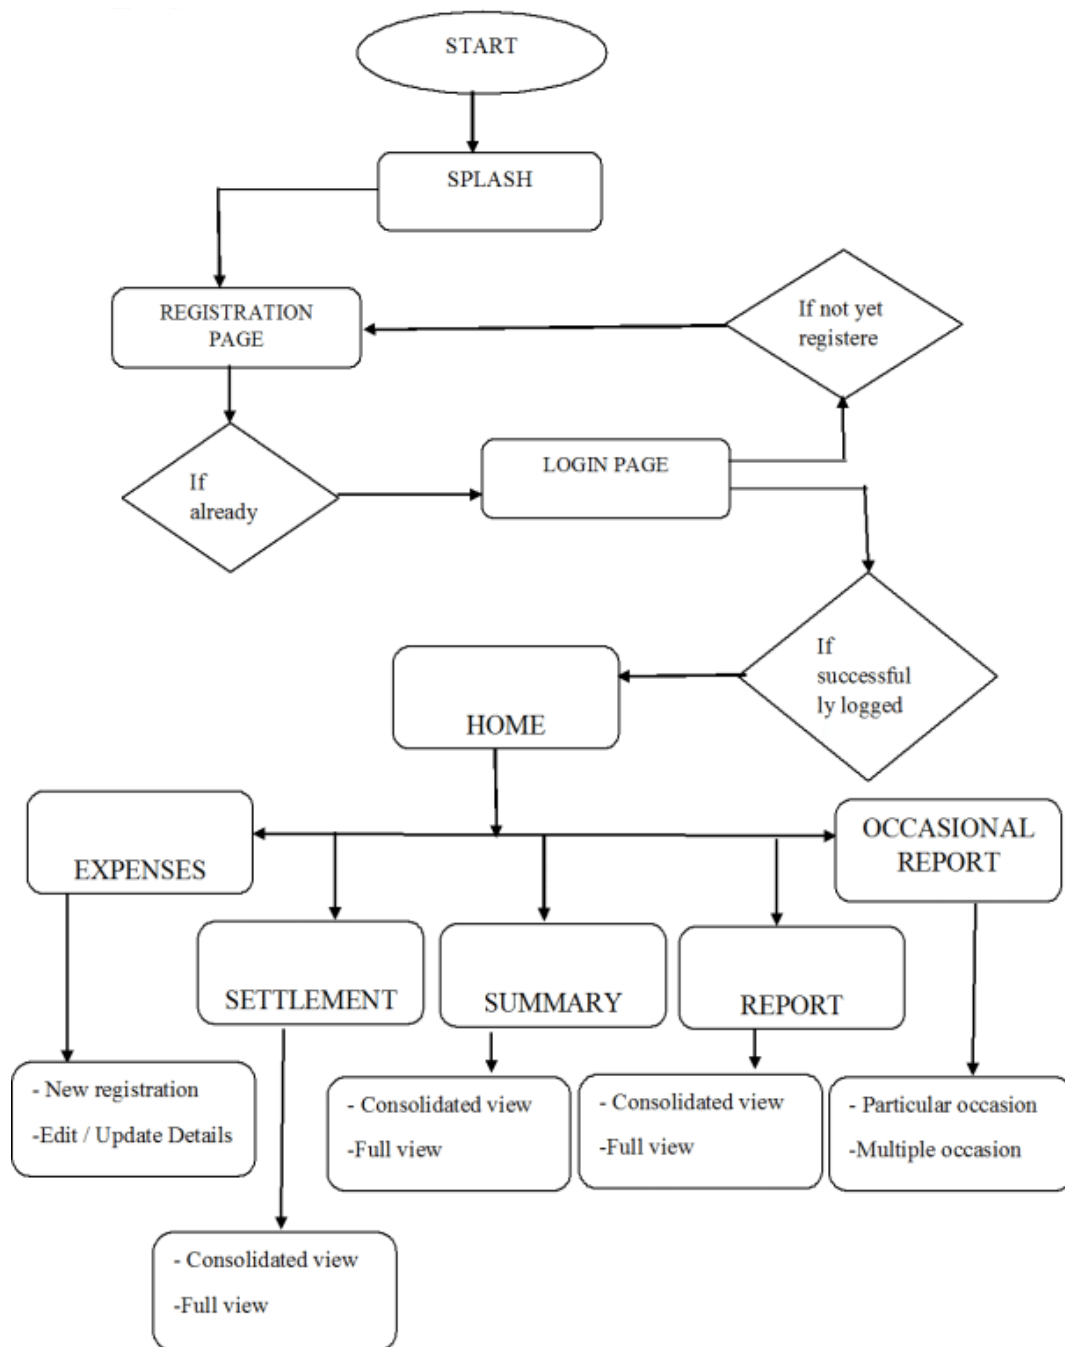 START
SPLASH
REGISTRATION
PAGE
If not yet
registere
If
already
LOGIN PAGE
If
successful
ly logged
HOME
EXPENSES
OCCASIONAL
REPORT
SETTLEMENT
SUMMARY
REPORT
- New registration
-Edit / Update Details
- Consolidated view
-Full view
- Consolidated view
-Full view
- Particular occasion
-Multiple occasion
- Consolidated view
-Full view